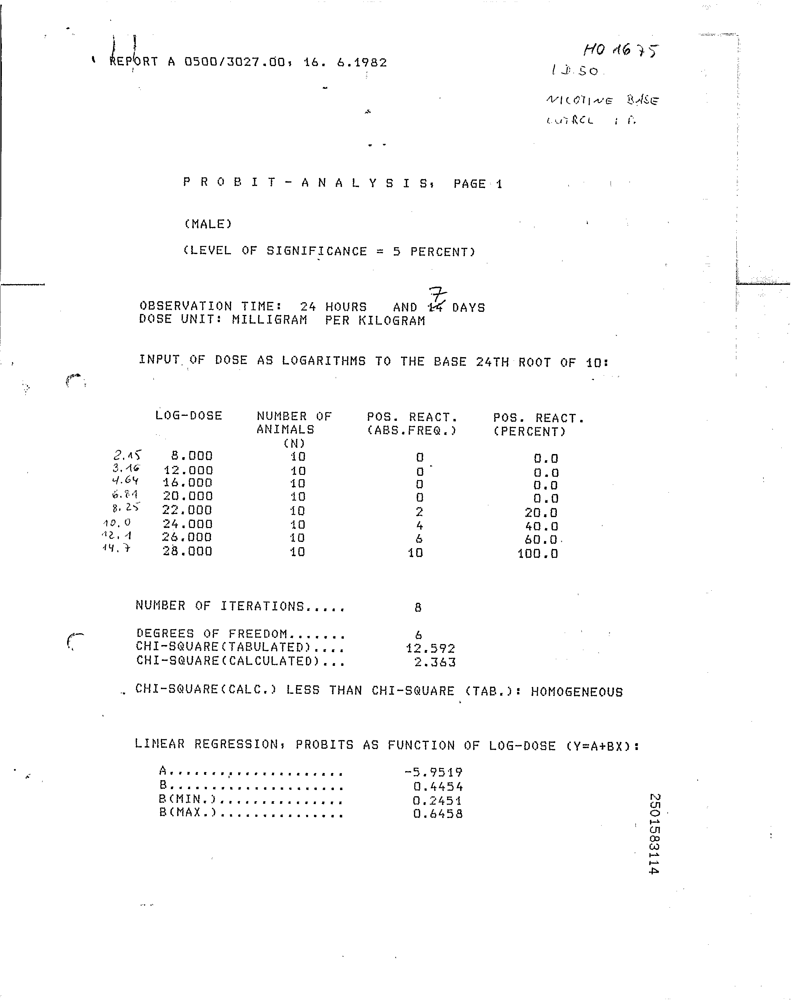 REPORT A 0500/3027.00, 16. 6.1982
HO 1675
NICOTINE BASE
P R O B I T - A N A L Y S I S, PAGE 1
(MALE)
(LEVEL OF SIGNIFICANCE = 5 PERCENT)
7
OBSERVATION TIME: 24 HOURS AND 14 DAYS
DOSE UNIT: MILLIGRAM PER KILOGRAM
INPUT OF DOSE AS LOGARITHMS TO THE BASE 24TH ROOT OF 10:
LOG-DOSE NUMBER OF POS. REACT. POS. REACT.
ANIMALS (ABS.FREQ.) (PERCENT)
(N)
2.15 8.000 10 0 0.0
3.16 12.000 10 0 0.0
4.64 16.000 10 0 0.0
6.81 20.000 10 0 0.0
8.25 22.000 10 2 20.0
10.0 24.000 10 4 40.0
12.1 26.000 10 6 60.0
14.7 28.000 10 10 100.0
NUMBER OF ITERATIONS..... 8
DEGREES OF FREEDOM....... 6
CHI-SQUARE(TABULATED).... 12.592
CHI-SQUARE(CALCULATED)... 2.363
CHI-SQUARE(CALC.) LESS THAN CHI-SQUARE (TAB.): HOMOGENEOUS
LINEAR REGRESSION, PROBITS AS FUNCTION OF LOG-DOSE (Y=A+BX):
A..................... -5.9519
B..................... 0.4454
B(MIN.)............... 0.2451
B(MAX.)............... 0.6458
2501583114